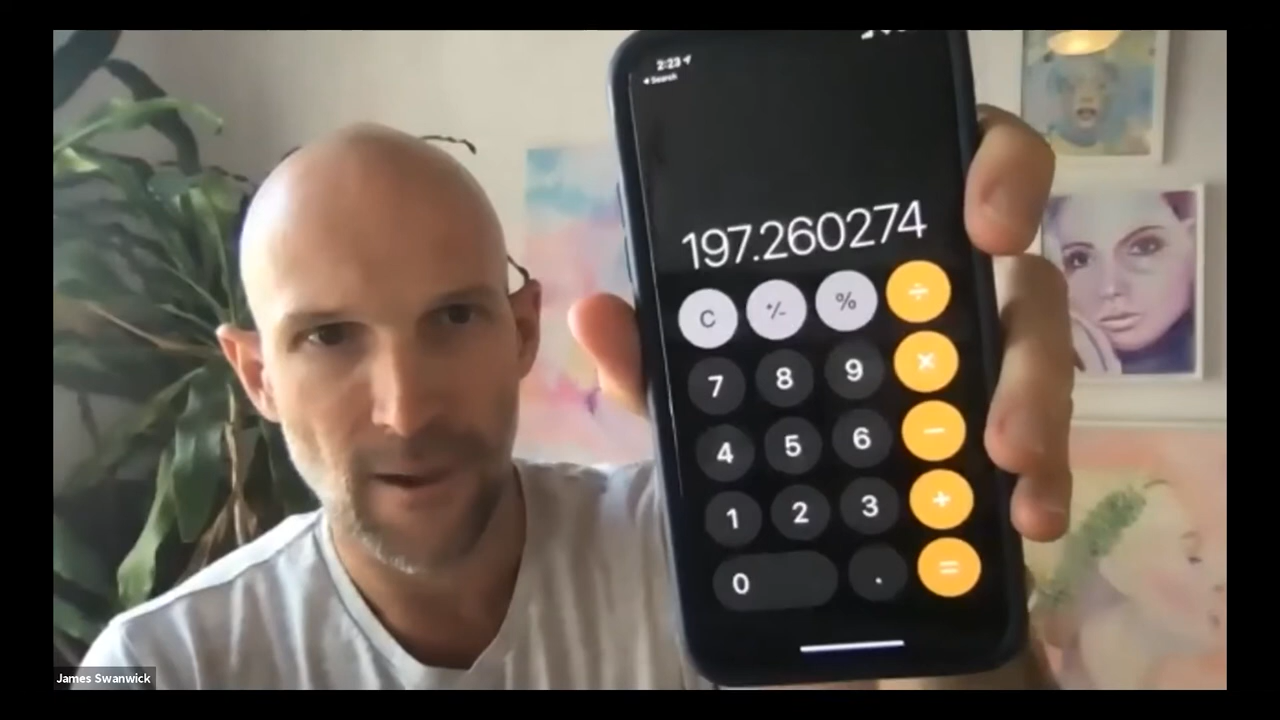 2:23
◀ Search
197.260274
C +/- % ÷
7 8 9 ×
4 5 6 −
1 2 3 +
0 . =
James Swanwick